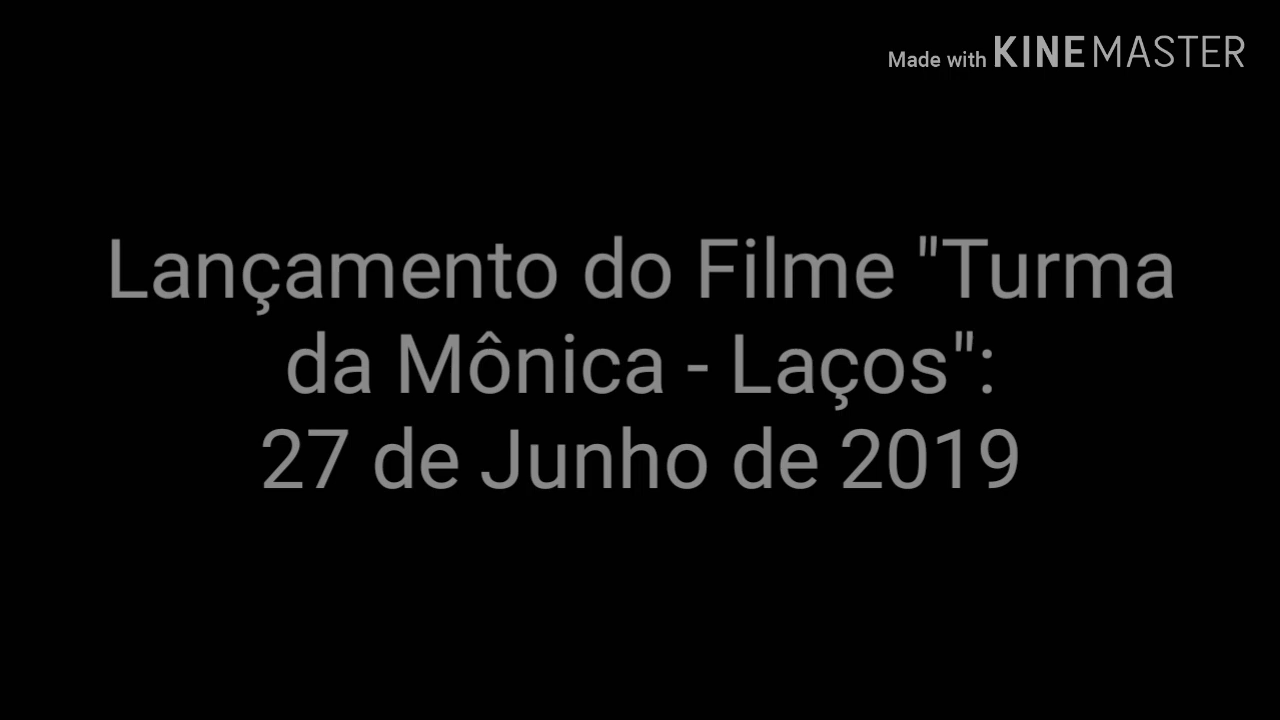 Made with KINEMASTER
Lançamento do Filme "Turma
da Mônica - Laços":
27 de Junho de 2019